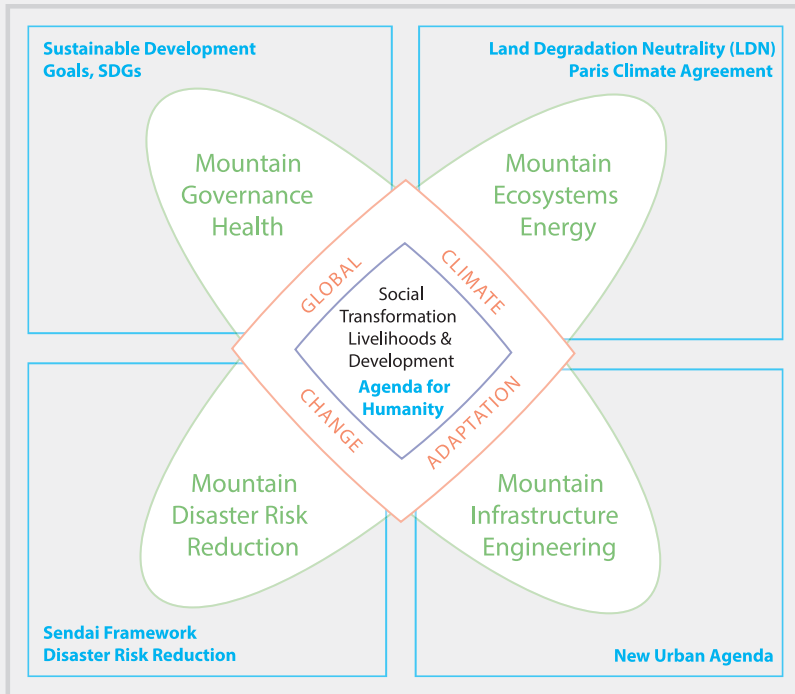 Sustainable Development
Goals, SDGs
Land Degradation Neutrality (LDN)
Paris Climate Agreement
Mountain
Governance
Health
Mountain
Ecosystems
Energy
GLOBAL
CLIMATE
Social
Transformation
Livelihoods &
Development
Agenda for
Humanity
CHANGE
ADAPTATION
Mountain
Disaster Risk
Reduction
Mountain
Infrastructure
Engineering
Sendai Framework
Disaster Risk Reduction
New Urban Agenda